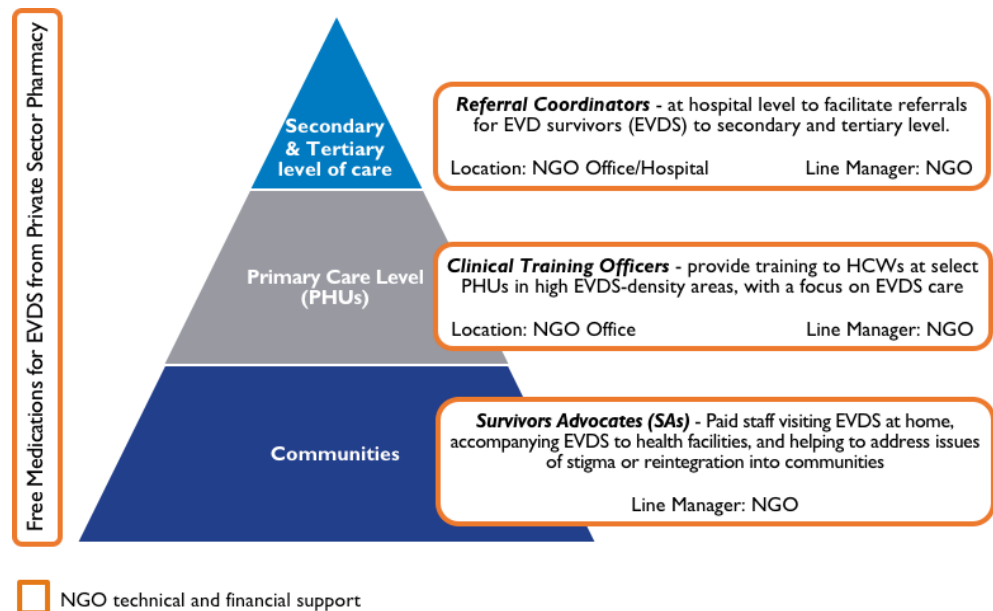 Free Medications for EVDS from Private Sector Pharmacy
Secondary
& Tertiary
level of care
Referral Coordinators - at hospital level to facilitate referrals
for EVD survivors (EVDS) to secondary and tertiary level.
Location: NGO Office/Hospital Line Manager: NGO
Primary Care Level
(PHUs)
Clinical Training Officers - provide training to HCWs at select
PHUs in high EVDS-density areas, with a focus on EVDS care
Location: NGO Office Line Manager: NGO
Communities
Survivors Advocates (SAs) - Paid staff visiting EVDS at home,
accompanying EVDS to health facilities, and helping to address issues
of stigma or reintegration into communities
Line Manager: NGO
NGO technical and financial support